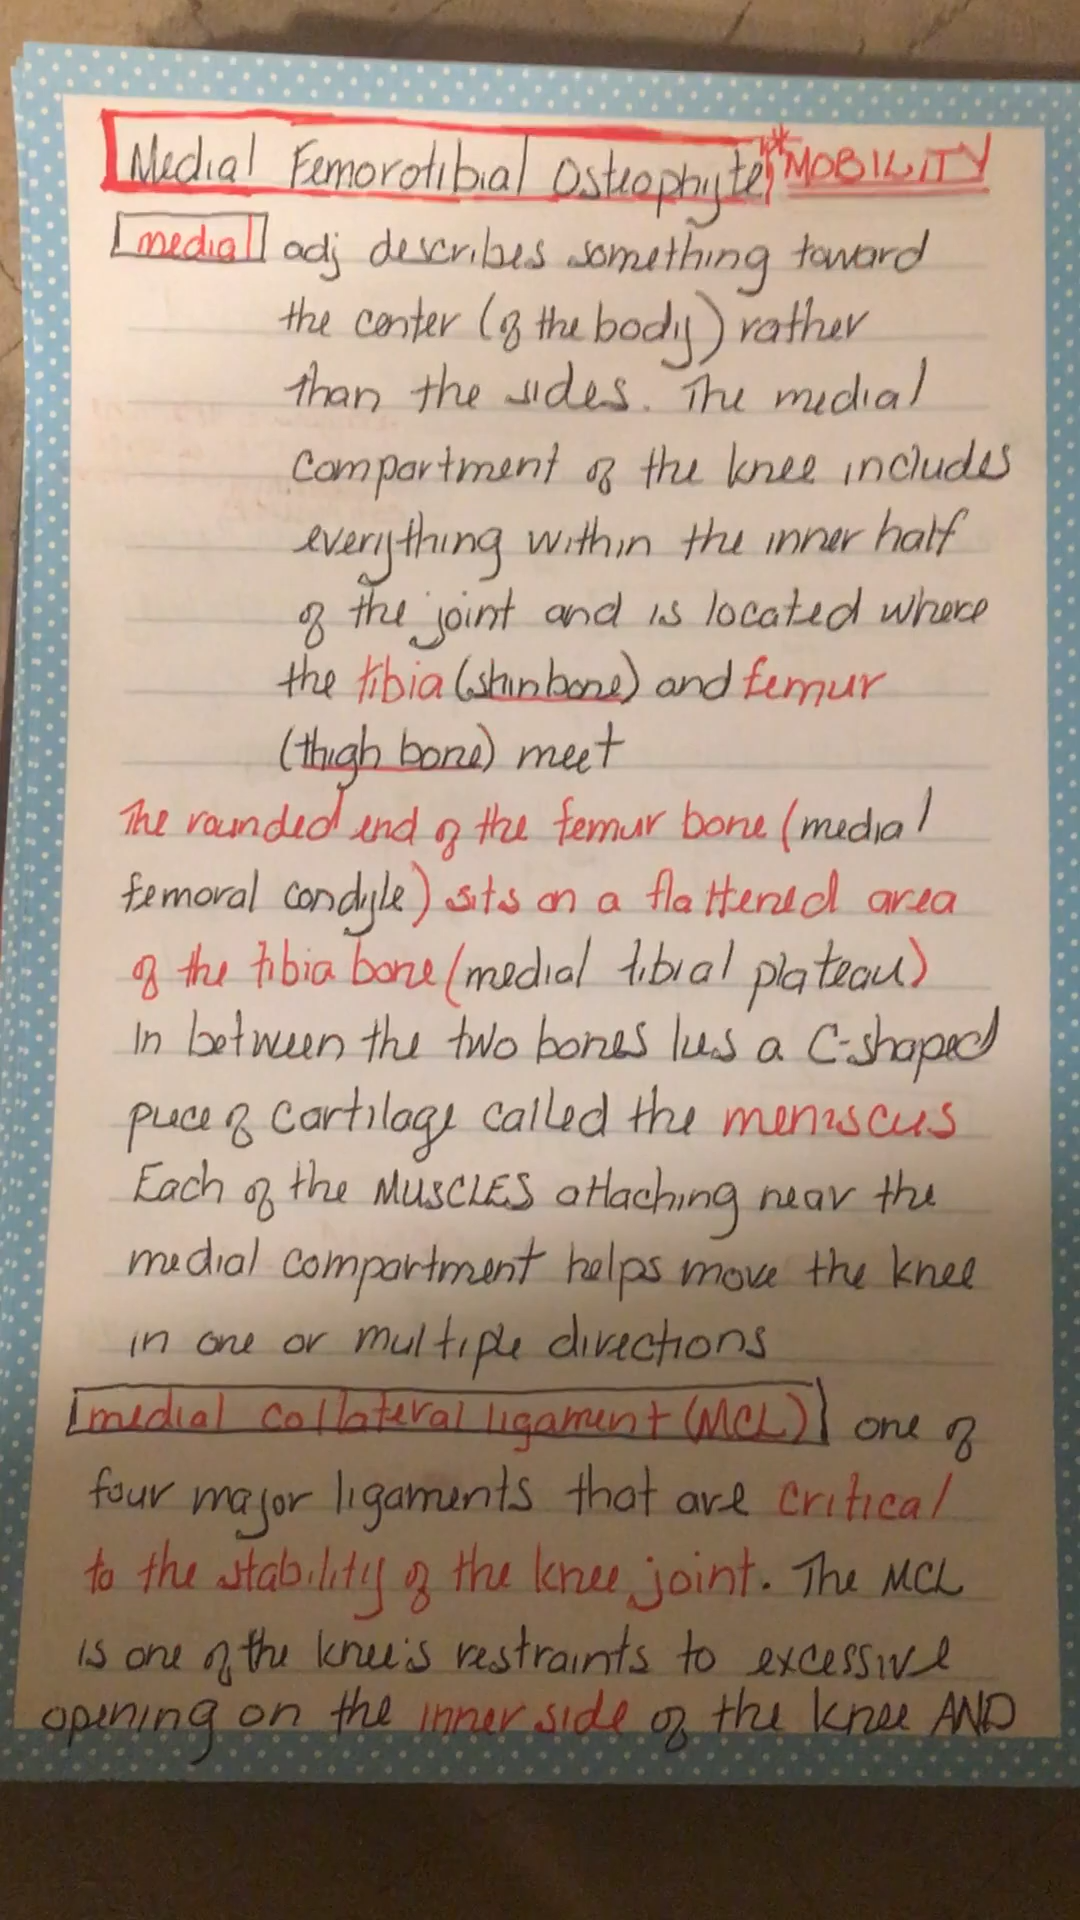 Medial Femorotibial Osteophyte * MOBILITY
medial adj describes something toward
the center (of the body) rather
than the sides. The medial
compartment of the knee includes
everything within the inner half
of the joint and is located where
the tibia (shinbone) and femur
(thigh bone) meet
The rounded end of the femur bone (medial
femoral condyle) sits on a flattened area
of the tibia bone (medial tibial plateau)
In between the two bones lies a C-shaped
piece of cartilage called the meniscus
Each of the MUSCLES attaching near the
medial compartment helps move the knee
in one or multiple directions
medial collateral ligament (MCL) one of
four major ligaments that are critical
to the stability of the knee joint. The MCL
is one of the knee's restraints to excessive
opening on the inner side of the knee AND